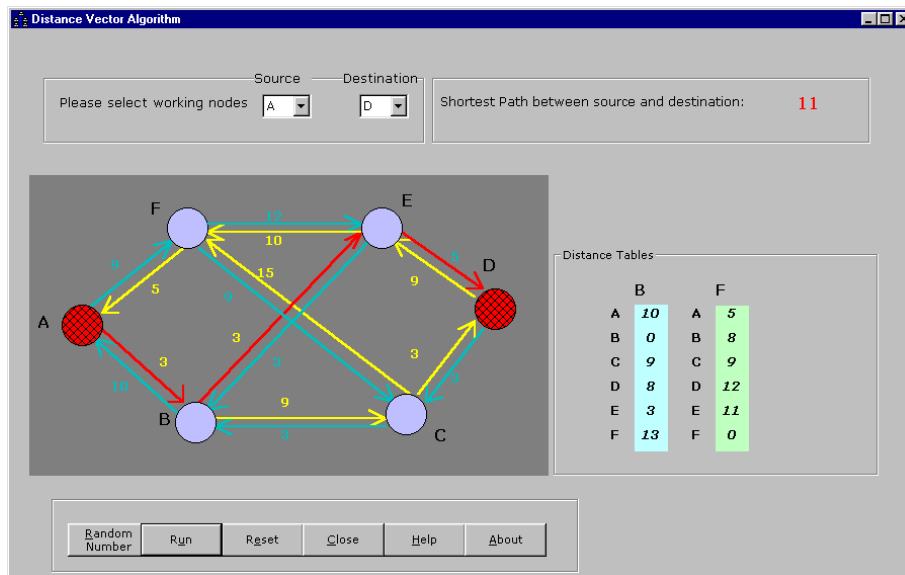 Distance Vector Algorithm
Source Destination
Please select working nodes A D
Shortest Path between source and destination: 11
F E
12
10
5
15
9
9
D
A
3
3
3
3
10
9
B
3
C
Distance Tables
B F
A 10 A 5
B 0 B 8
C 9 C 9
D 8 D 12
E 3 E 11
F 13 F 0
Random Number
Run
Reset
Close
Help
About